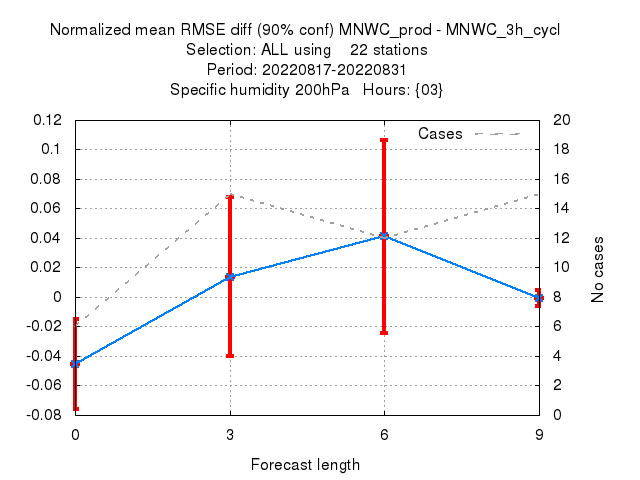 Normalized mean RMSE diff (90% conf) MNWC_prod - MNWC_3h_cycl
Selection: ALL using    22 stations
Period: 20220817-20220831
Specific humidity 200hPa   Hours: {03}
0.12
0.1
0.08
0.06
0.04
0.02
0
-0.02
-0.04
-0.06
-0.08
Cases
20
18
16
14
12
10
8
6
4
2
0
No cases
0 3 6 9
Forecast length